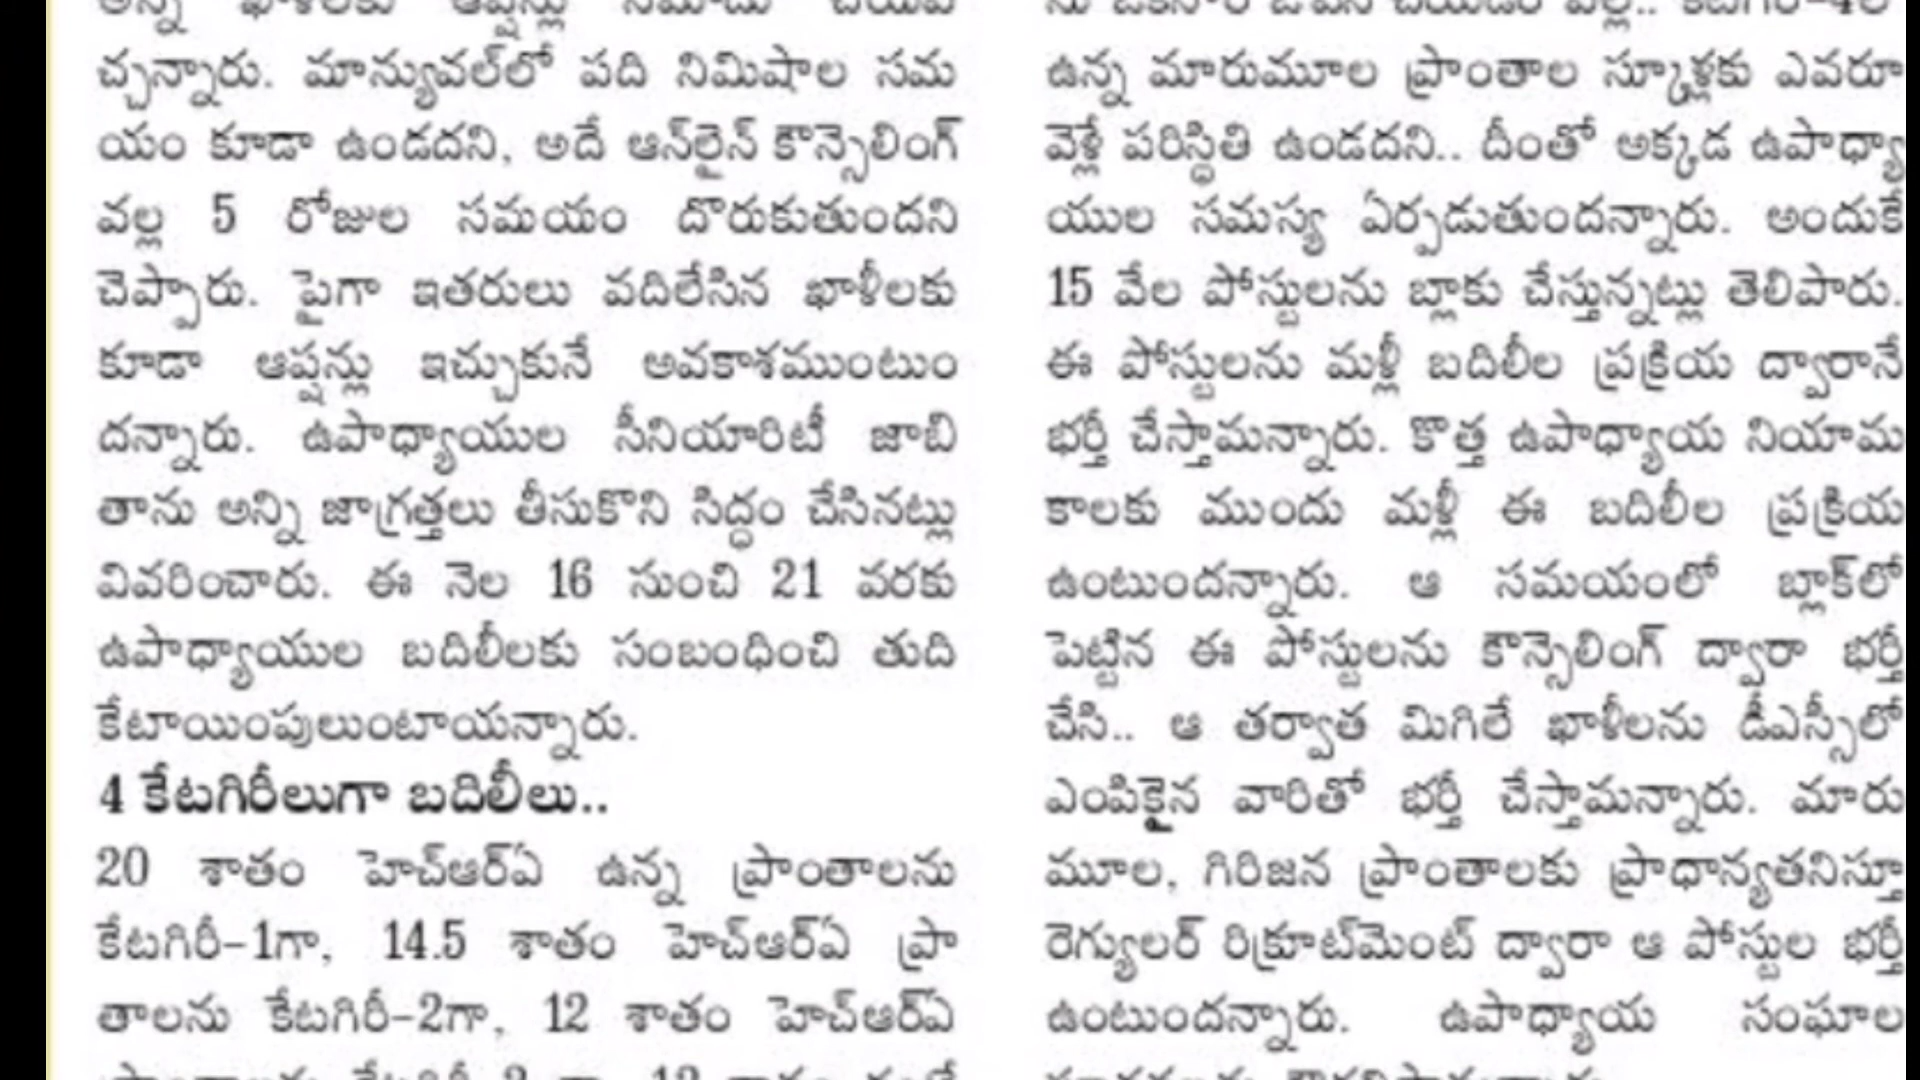 చ్చన్నారు. మాన్యువల్‌లో పది నిమిషాల సమ
యం కూడా ఉండదని, అదే ఆన్‌లైన్ కౌన్సెలింగ్
వల్ల 5 రోజుల సమయం దొరుకుతుందని
చెప్పారు. పైగా ఇతరులు వదిలేసిన ఖాళీలకు
కూడా ఆప్షన్లు ఇచ్చుకునే అవకాశముంటుం
దన్నారు. ఉపాధ్యాయుల సీనియారిటీ జాబి
తాను అన్ని జాగ్రత్తలు తీసుకొని సిద్ధం చేసినట్లు
వివరించారు. ఈ నెల 16 నుంచి 21 వరకు
ఉపాధ్యాయుల బదిలీలకు సంబంధించి తుది
కేటాయింపులుంటాయన్నారు.
4 కేటగిరీలుగా బదిలీలు..
20 శాతం హెచ్‌ఆర్ఏ ఉన్న ప్రాంతాలను
కేటగిరీ-1గా, 14.5 శాతం హెచ్‌ఆర్ఏ ప్రా
తాలను కేటగిరీ-2గా, 12 శాతం హెచ్‌ఆర్ఏ
ఉన్న మారుమూల ప్రాంతాల స్కూళ్లకు ఎవరూ
వెళ్లే పరిస్థితి ఉండదని.. దీంతో అక్కడ ఉపాధ్యా
యుల సమస్య ఏర్పడుతుందన్నారు. అందుకే
15 వేల పోస్టులను బ్లాకు చేస్తున్నట్లు తెలిపారు.
ఈ పోస్టులను మళ్లీ బదిలీల ప్రక్రియ ద్వారానే
భర్తీ చేస్తామన్నారు. కొత్త ఉపాధ్యాయ నియామ
కాలకు ముందు మళ్లీ ఈ బదిలీల ప్రక్రియ
ఉంటుందన్నారు. ఆ సమయంలో బ్లాక్‌లో
పెట్టిన ఈ పోస్టులను కౌన్సెలింగ్ ద్వారా భర్తీ
చేసి.. ఆ తర్వాత మిగిలే ఖాళీలను డీఎస్సీలో
ఎంపికైన వారితో భర్తీ చేస్తామన్నారు. మారు
మూల, గిరిజన ప్రాంతాలకు ప్రాధాన్యతనిస్తూ
రెగ్యులర్ రిక్రూట్‌మెంట్ ద్వారా ఆ పోస్టుల భర్తీ
ఉంటుందన్నారు. ఉపాధ్యాయ సంఘాల